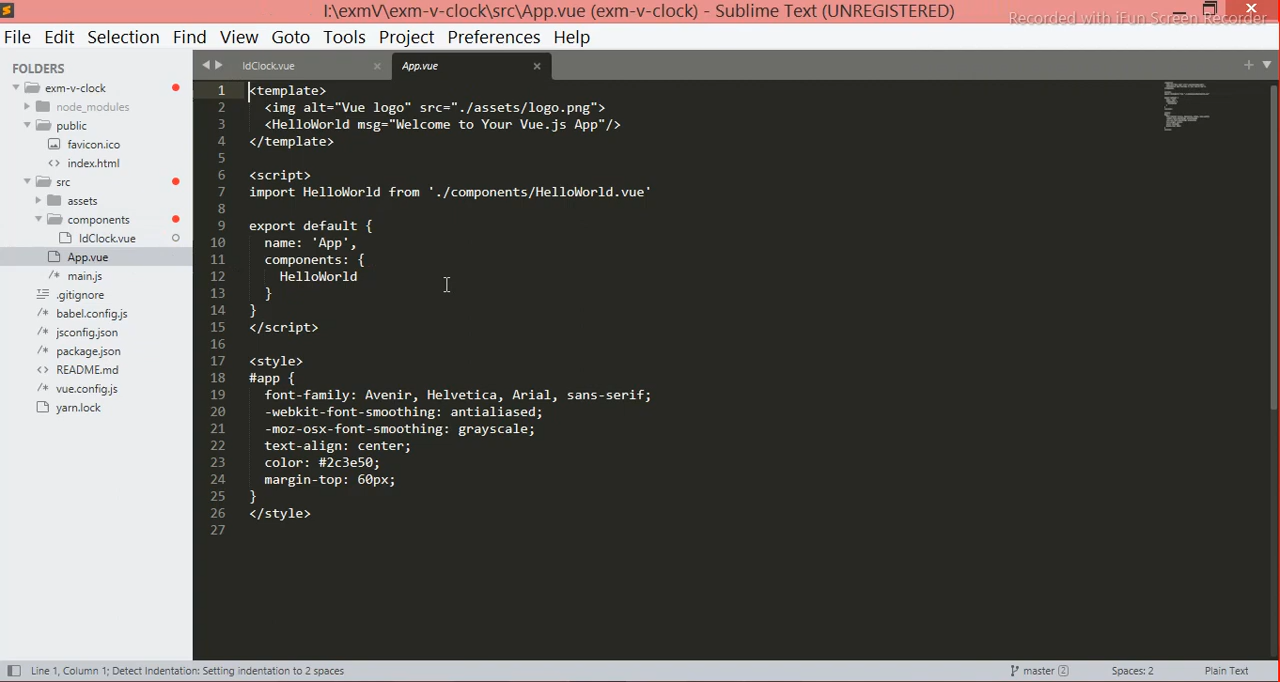 I:\exmV\exm-v-clock\src\App.vue (exm-v-clock) - Sublime Text (UNREGISTERED)
Recorded with iFun Screen Recorder
File Edit Selection Find View Goto Tools Project Preferences Help
FOLDERS
exm-v-clock
node_modules
public
favicon.ico
<> index.html
src
assets
components
IdClock.vue
App.vue
/* main.js
.gitignore
/* babel.config.js
/* jsconfig.json
/* package.json
<> README.md
/* vue.config.js
yarn.lock
IdClock.vue × App.vue ×
1 <template>
2 <img alt="Vue logo" src="./assets/logo.png">
3 <HelloWorld msg="Welcome to Your Vue.js App"/>
4 </template>
5
6 <script>
7 import HelloWorld from './components/HelloWorld.vue'
8
9 export default {
10 name: 'App',
11 components: {
12 HelloWorld
13 }
14 }
15 </script>
16
17 <style>
18 #app {
19 font-family: Avenir, Helvetica, Arial, sans-serif;
20 -webkit-font-smoothing: antialiased;
21 -moz-osx-font-smoothing: grayscale;
22 text-align: center;
23 color: #2c3e50;
24 margin-top: 60px;
25 }
26 </style>
27
Line 1, Column 1; Detect Indentation: Setting indentation to 2 spaces master 2 Spaces: 2 Plain Text